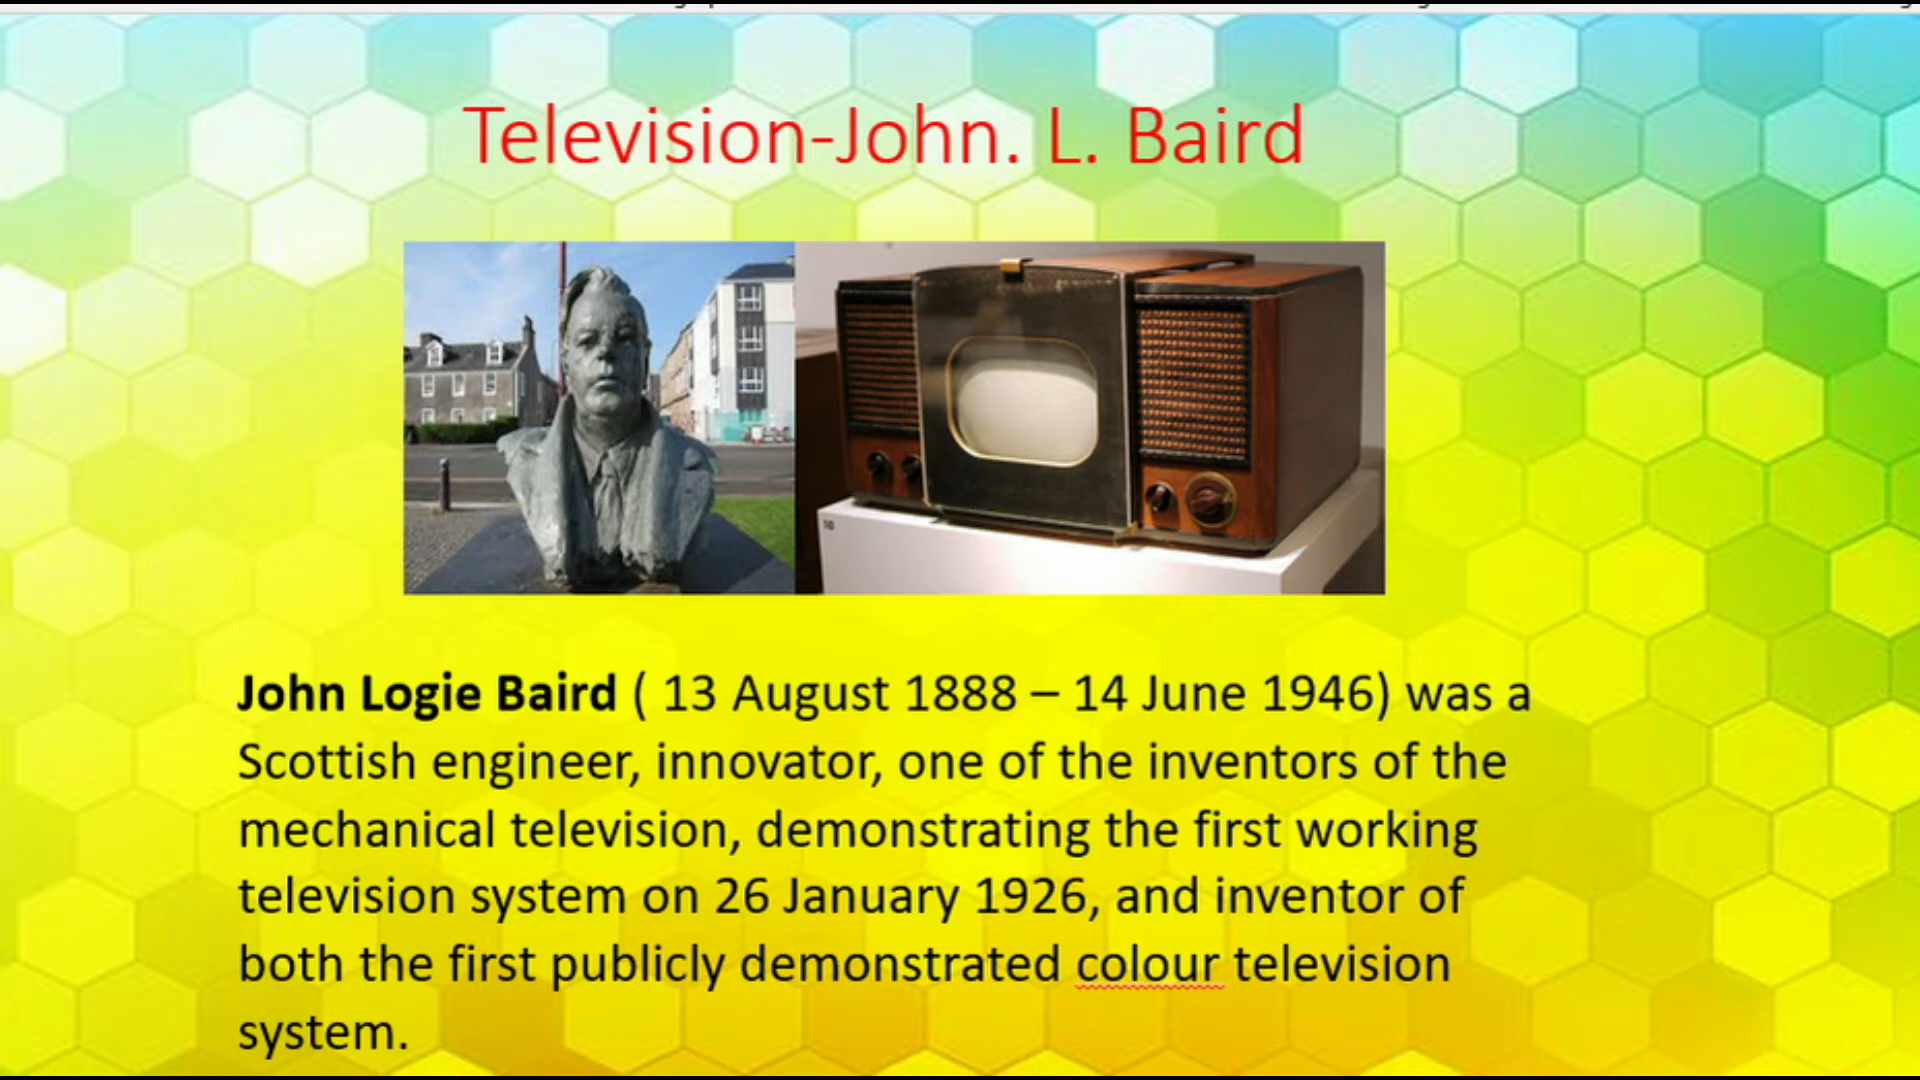 Television-John. L. Baird
John Logie Baird ( 13 August 1888 – 14 June 1946) was a
Scottish engineer, innovator, one of the inventors of the
mechanical television, demonstrating the first working
television system on 26 January 1926, and inventor of
both the first publicly demonstrated colour television
system.